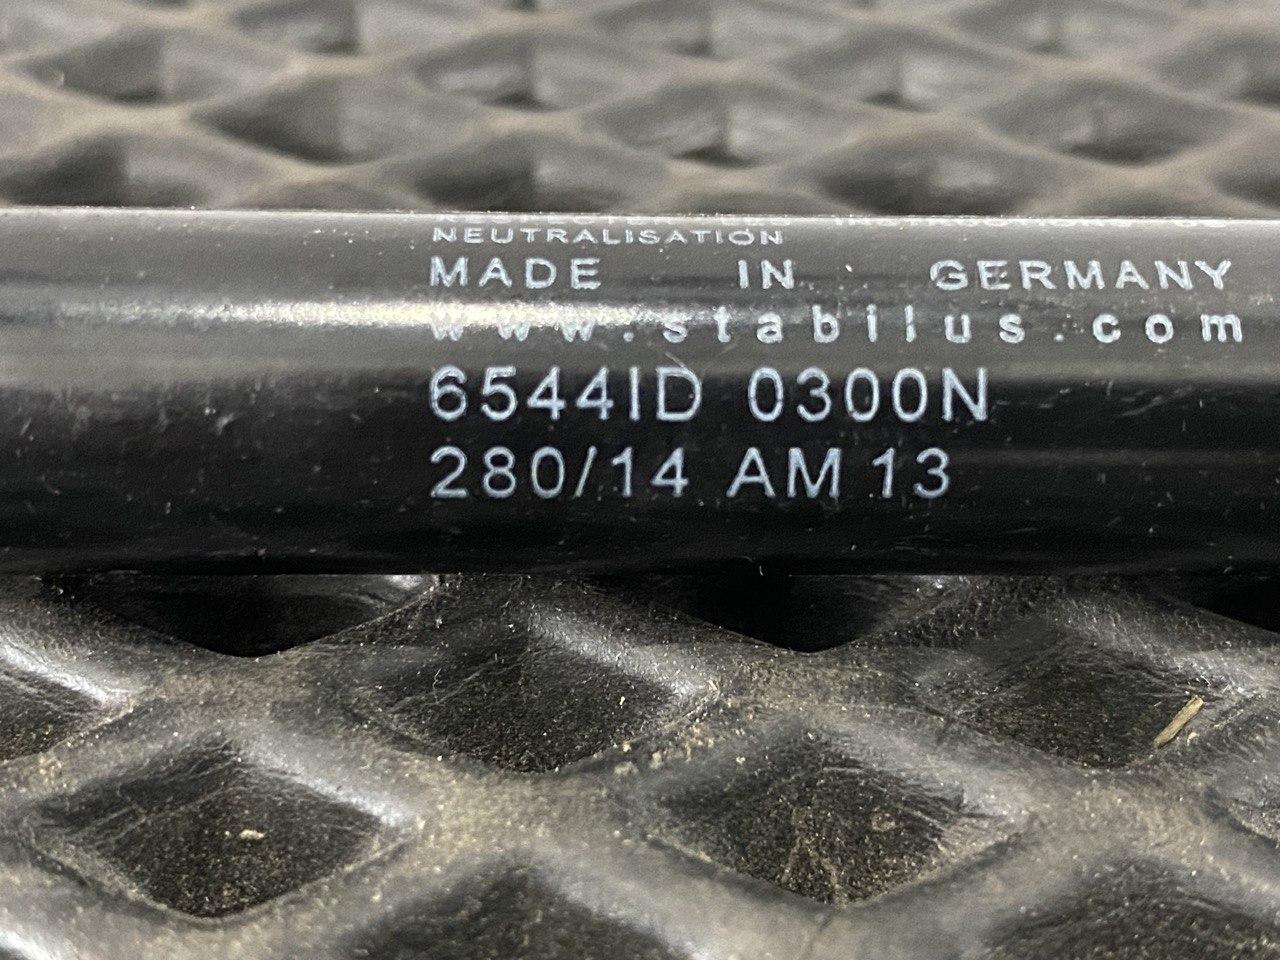 NEUTRALISATION
MADE IN GERMANY
www.stabilus.com
6544ID 0300N
280/14 AM 13